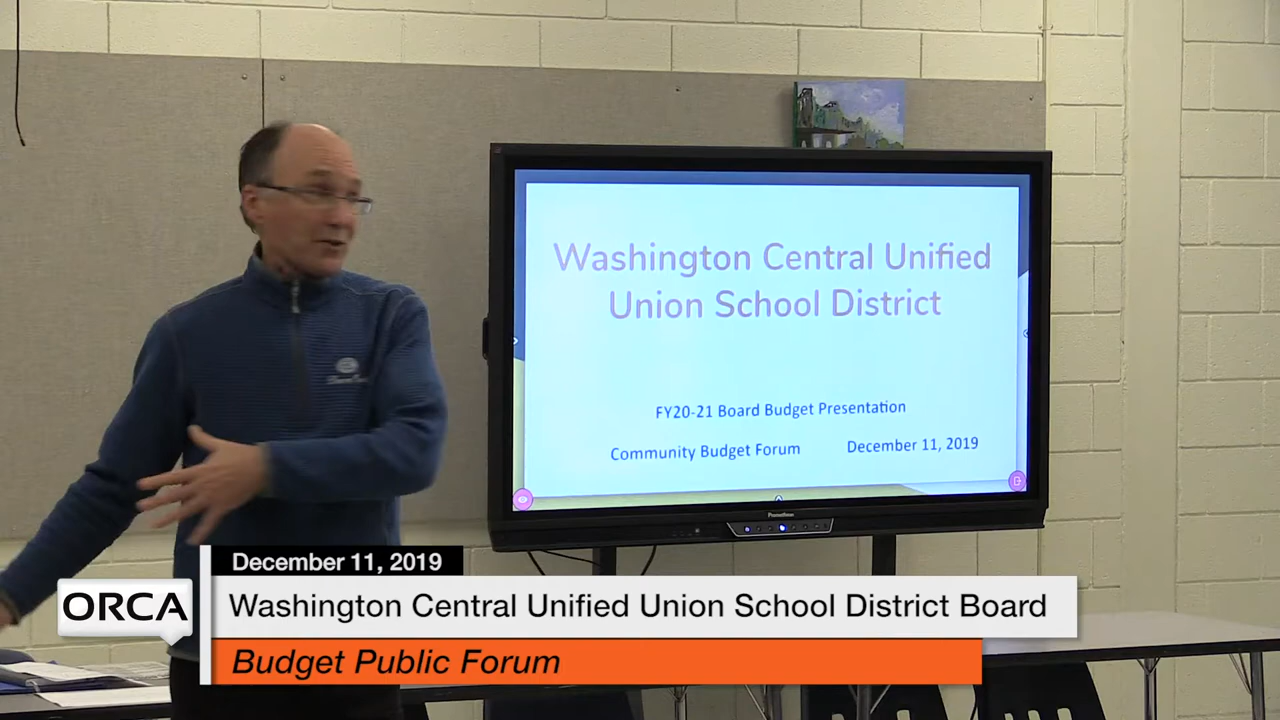 Washington Central Unified
Union School District
FY20-21 Board Budget Presentation
Community Budget Forum December 11, 2019
Promethean
December 11, 2019
ORCA
Washington Central Unified Union School District Board
Budget Public Forum